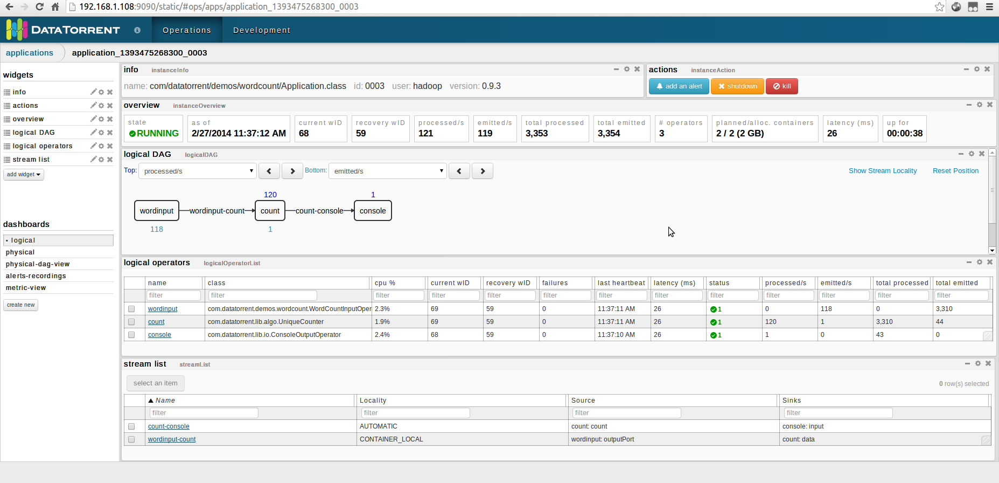 192.168.1.108:9090/static/#ops/apps/application_1393475268300_0003
DATATORRENT i Operations Development
applications application_1393475268300_0003
widgets
info
actions
overview
logical DAG
logical operators
stream list
add widget
dashboards
• logical
physical
physical-dag-view
alerts-recordings
metric-view
create new
info instanceInfo
name: com/datatorrent/demos/wordcount/Application.class id: 0003 user: hadoop version: 0.9.3
actions instanceAction
add an alert shutdown kill
overview instanceOverview
state as of current wID recovery wID processed/s emitted/s total processed total emitted # operators planned/alloc. containers latency (ms) up for
RUNNING 2/27/2014 11:37:12 AM 68 59 121 119 3,353 3,354 3 2 / 2 (2 GB) 26 00:00:38
logical DAG logicalDAG
Top: processed/s Bottom: emitted/s Show Stream Locality Reset Position
120 1
wordinput wordinput-count count count-console console
118 1
logical operators logicalOperatorList
name class cpu % current wID recovery wID failures last heartbeat latency (ms) status processed/s emitted/s total processed total emitted
filter filter filter filter filter filter filter filter filter filter filter filter filter
wordinput com.datatorrent.demos.wordcount.WordCountInputOper 2.3% 69 59 0 11:37:11 AM 26 1 0 118 0 3,310
count com.datatorrent.lib.algo.UniqueCounter 1.9% 69 59 0 11:37:11 AM 26 1 120 1 3,310 44
console com.datatorrent.lib.io.ConsoleOutputOperator 2.4% 68 59 0 11:37:10 AM 26 1 1 0 43 0
stream list streamList
select an item 0 row(s) selected
▲ Name Locality Source Sinks
filter filter filter filter
count-console AUTOMATIC count: count console: input
wordinput-count CONTAINER_LOCAL wordinput: outputPort count: data